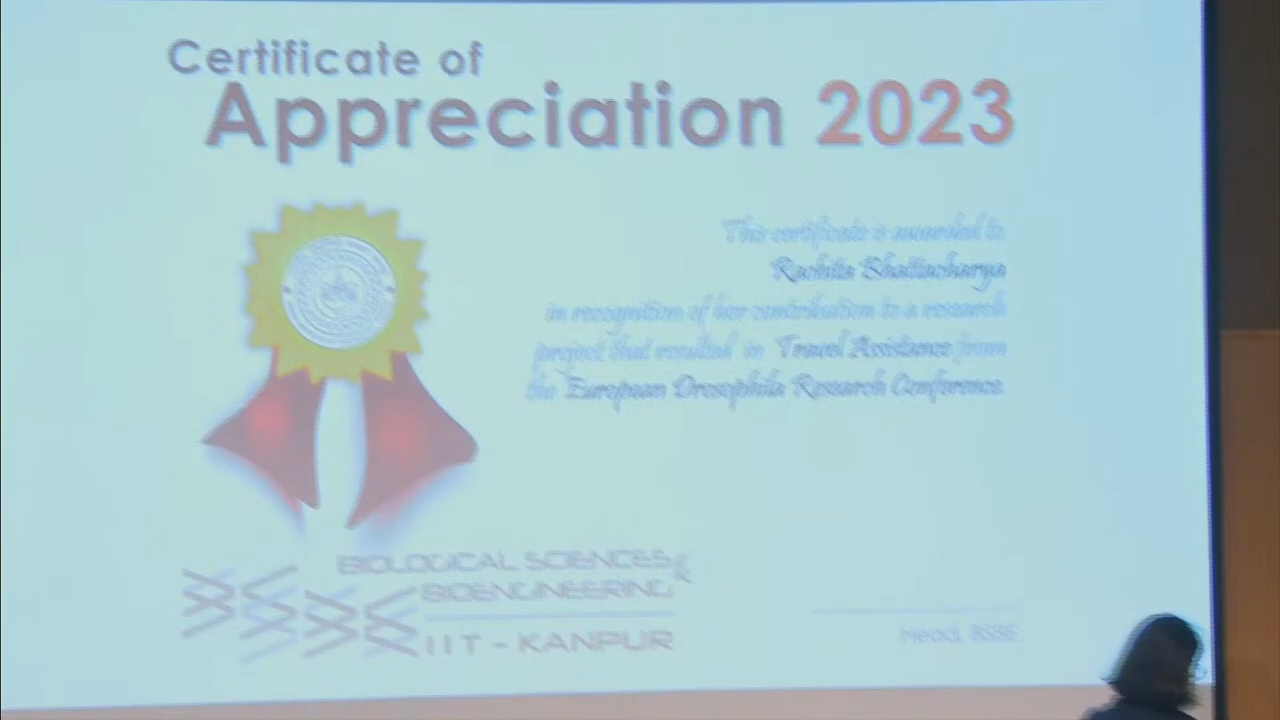 Certificate of
Appreciation 2023
This certificate is awarded to
Rachita Bhattacharya
in recognition of her contribution to a research
project that resulted in Travel Assistance from
the European Drosophila Research Conference.
BIOLOGICAL SCIENCES &
BIOENGINEERING
IIT - KANPUR
Head, BSBE